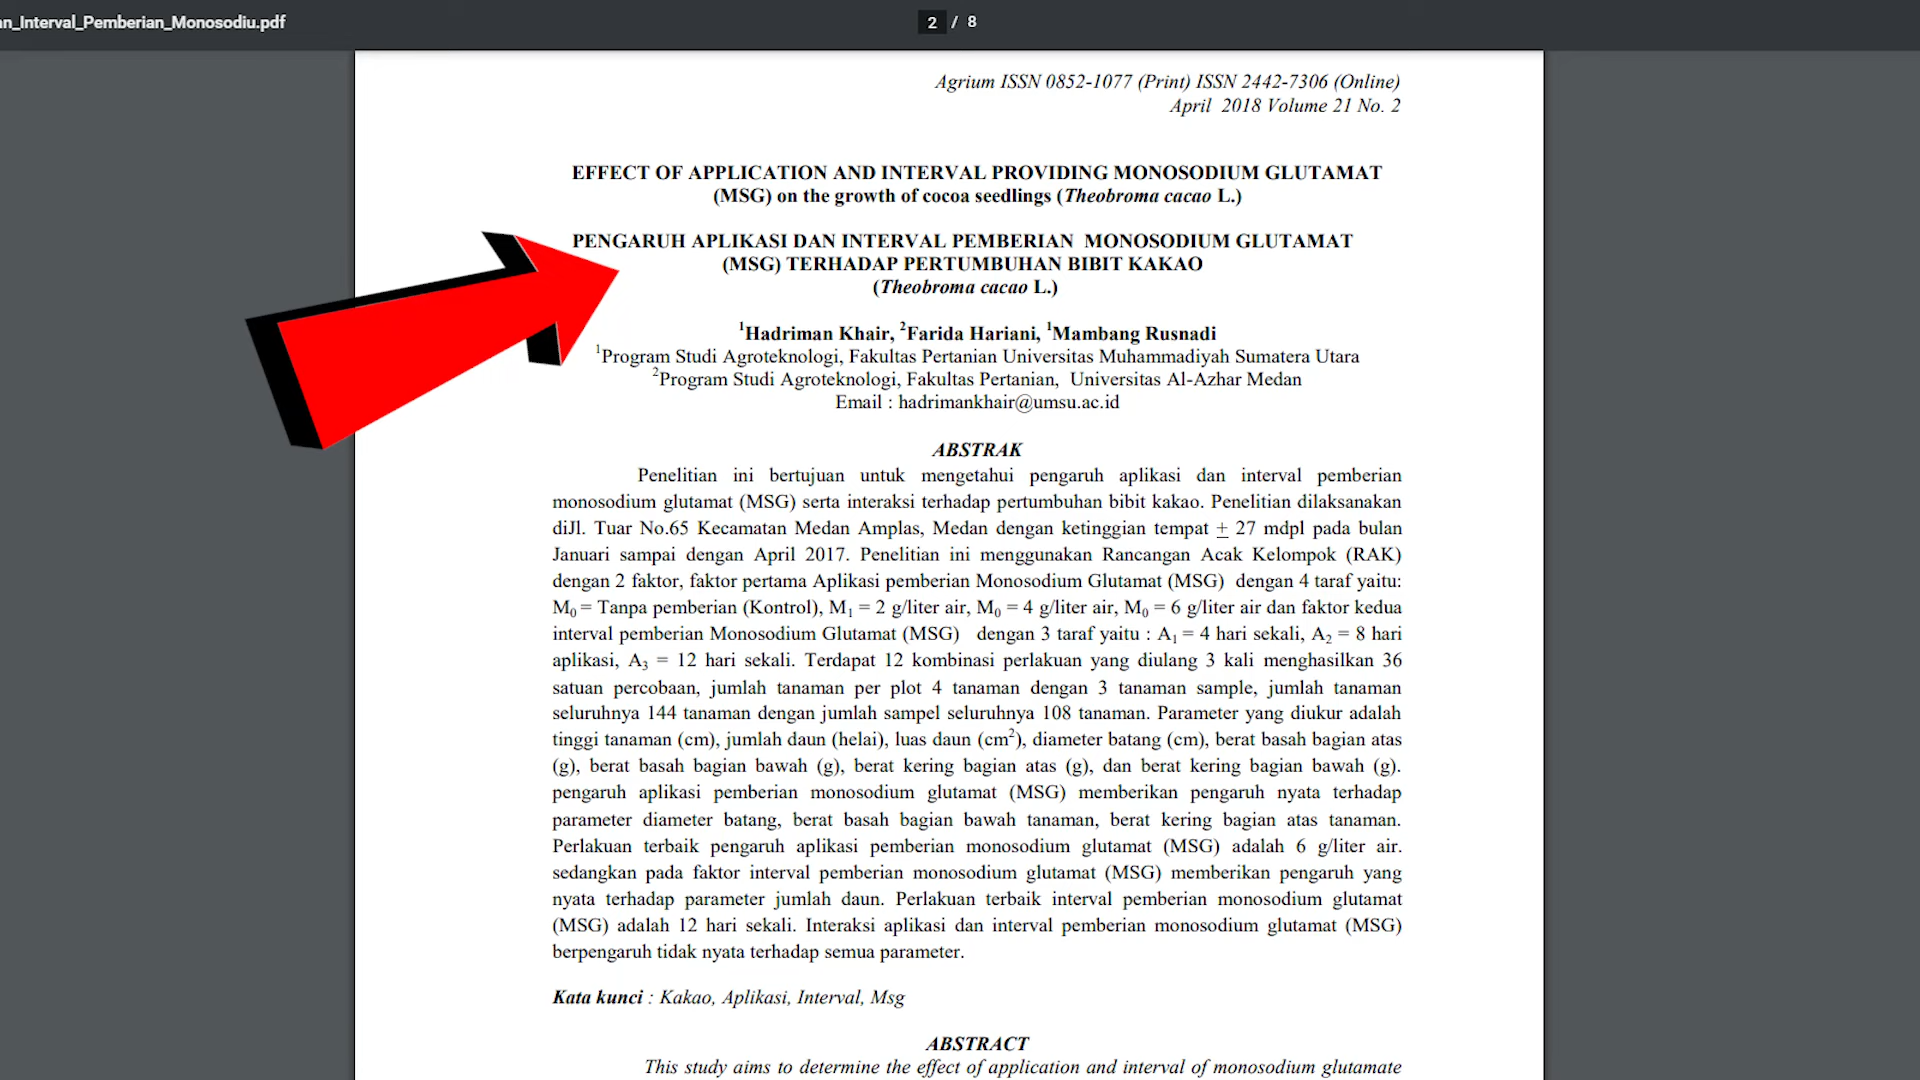 an_Interval_Pemberian_Monosodiu.pdf
2 / 8
Agrium ISSN 0852-1077 (Print) ISSN 2442-7306 (Online)
April 2018 Volume 21 No. 2
EFFECT OF APPLICATION AND INTERVAL PROVIDING MONOSODIUM GLUTAMAT
(MSG) on the growth of cocoa seedlings (Theobroma cacao L.)
PENGARUH APLIKASI DAN INTERVAL PEMBERIAN MONOSODIUM GLUTAMAT
(MSG) TERHADAP PERTUMBUHAN BIBIT KAKAO
(Theobroma cacao L.)
¹Hadriman Khair, ²Farida Hariani, ¹Mambang Rusnadi
¹Program Studi Agroteknologi, Fakultas Pertanian Universitas Muhammadiyah Sumatera Utara
²Program Studi Agroteknologi, Fakultas Pertanian, Universitas Al-Azhar Medan
Email : hadrimankhair@umsu.ac.id
ABSTRAK
Penelitian ini bertujuan untuk mengetahui pengaruh aplikasi dan interval pemberian
monosodium glutamat (MSG) serta interaksi terhadap pertumbuhan bibit kakao. Penelitian dilaksanakan
diJl. Tuar No.65 Kecamatan Medan Amplas, Medan dengan ketinggian tempat ± 27 mdpl pada bulan
Januari sampai dengan April 2017. Penelitian ini menggunakan Rancangan Acak Kelompok (RAK)
dengan 2 faktor, faktor pertama Aplikasi pemberian Monosodium Glutamat (MSG) dengan 4 taraf yaitu:
M₀ = Tanpa pemberian (Kontrol), M₁ = 2 g/liter air, M₀ = 4 g/liter air, M₀ = 6 g/liter air dan faktor kedua
interval pemberian Monosodium Glutamat (MSG) dengan 3 taraf yaitu : A₁ = 4 hari sekali, A₂ = 8 hari
aplikasi, A₃ = 12 hari sekali. Terdapat 12 kombinasi perlakuan yang diulang 3 kali menghasilkan 36
satuan percobaan, jumlah tanaman per plot 4 tanaman dengan 3 tanaman sample, jumlah tanaman
seluruhnya 144 tanaman dengan jumlah sampel seluruhnya 108 tanaman. Parameter yang diukur adalah
tinggi tanaman (cm), jumlah daun (helai), luas daun (cm²), diameter batang (cm), berat basah bagian atas
(g), berat basah bagian bawah (g), berat kering bagian atas (g), dan berat kering bagian bawah (g).
pengaruh aplikasi pemberian monosodium glutamat (MSG) memberikan pengaruh nyata terhadap
parameter diameter batang, berat basah bagian bawah tanaman, berat kering bagian atas tanaman.
Perlakuan terbaik pengaruh aplikasi pemberian monosodium glutamat (MSG) adalah 6 g/liter air.
sedangkan pada faktor interval pemberian monosodium glutamat (MSG) memberikan pengaruh yang
nyata terhadap parameter jumlah daun. Perlakuan terbaik interval pemberian monosodium glutamat
(MSG) adalah 12 hari sekali. Interaksi aplikasi dan interval pemberian monosodium glutamat (MSG)
berpengaruh tidak nyata terhadap semua parameter.
Kata kunci : Kakao, Aplikasi, Interval, Msg
ABSTRACT
This study aims to determine the effect of application and interval of monosodium glutamate